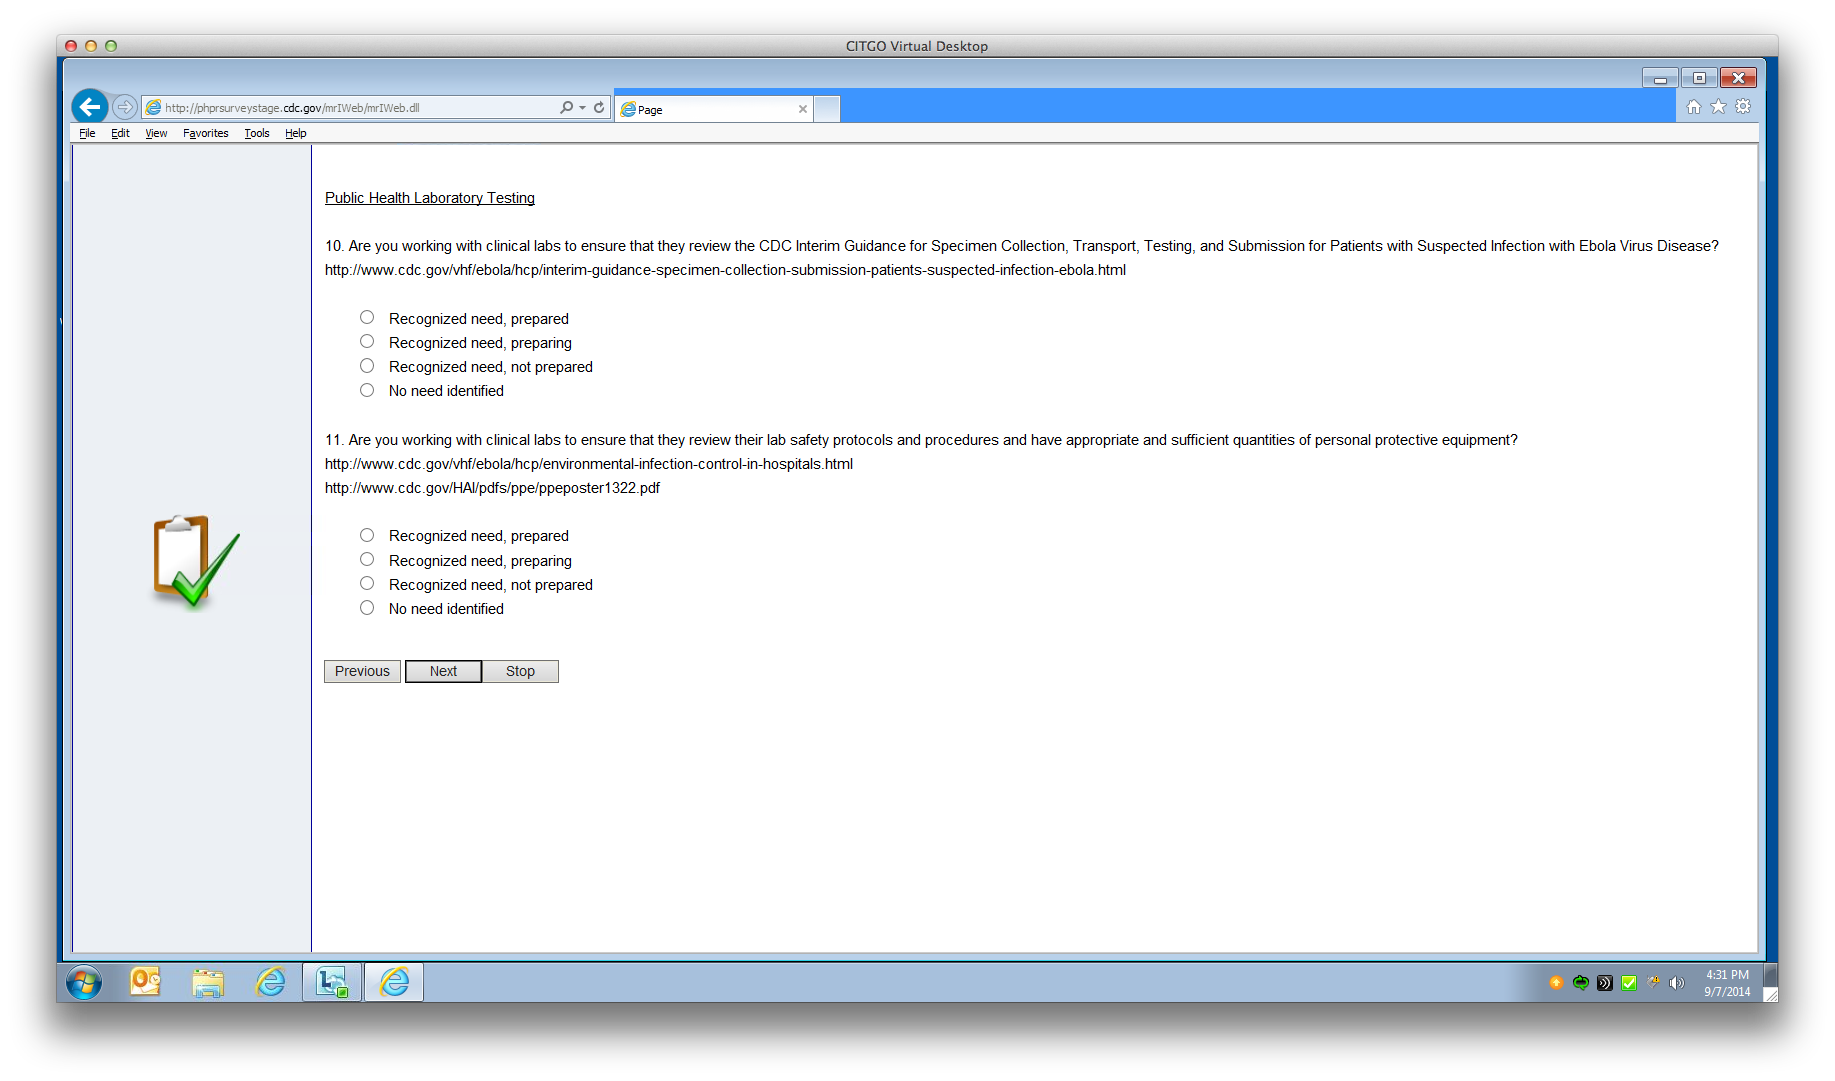 CITGO Virtual Desktop
http://phprsurveystage.cdc.gov/mrIWeb/mrIWeb.dll
Page
File Edit View Favorites Tools Help
Public Health Laboratory Testing
10. Are you working with clinical labs to ensure that they review the CDC Interim Guidance for Specimen Collection, Transport, Testing, and Submission for Patients with Suspected Infection with Ebola Virus Disease?
http://www.cdc.gov/vhf/ebola/hcp/interim-guidance-specimen-collection-submission-patients-suspected-infection-ebola.html
Recognized need, prepared
Recognized need, preparing
Recognized need, not prepared
No need identified
11. Are you working with clinical labs to ensure that they review their lab safety protocols and procedures and have appropriate and sufficient quantities of personal protective equipment?
http://www.cdc.gov/vhf/ebola/hcp/environmental-infection-control-in-hospitals.html
http://www.cdc.gov/HAI/pdfs/ppe/ppeposter1322.pdf
Recognized need, prepared
Recognized need, preparing
Recognized need, not prepared
No need identified
Previous Next Stop
4:31 PM
9/7/2014